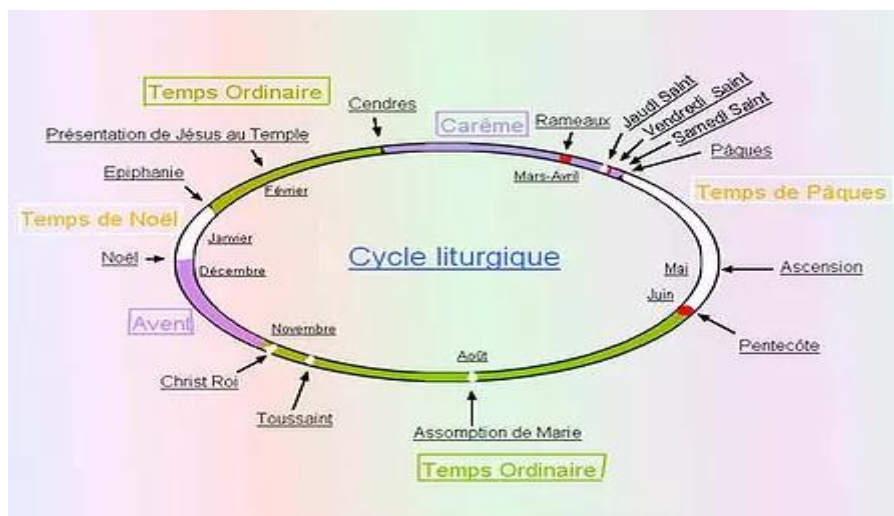 Temps Ordinaire
Cendres
Carême
Rameaux
Jeudi Saint
Vendredi Saint
Samedi Saint
Pâques
Présentation de Jésus au Temple
Epiphanie
Février
Mars-Avril
Temps de Pâques
Temps de Noël
Janvier
Noël
Décembre
Cycle liturgique
Mai
Ascension
Juin
Avent
Novembre
Août
Pentecôte
Christ Roi
Toussaint
Assomption de Marie
Temps Ordinaire